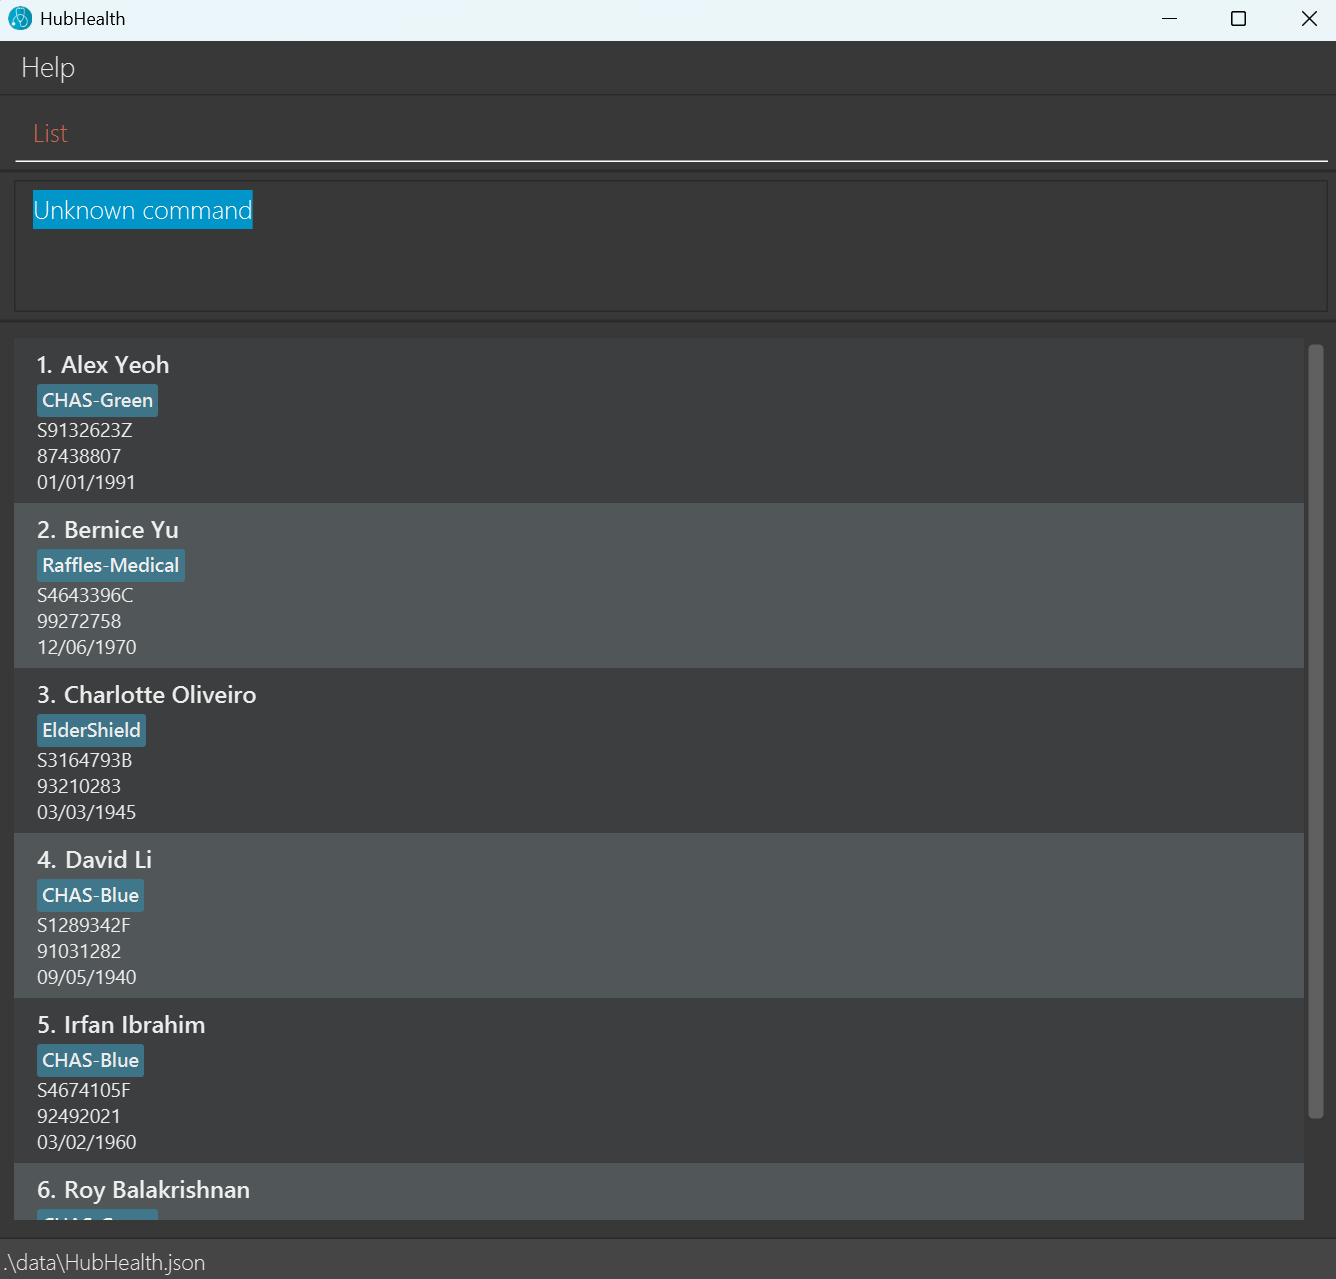 HubHealth
Help
List
Unknown command
1. Alex Yeoh
CHAS-Green
S9132623Z
87438807
01/01/1991
2. Bernice Yu
Raffles-Medical
S4643396C
99272758
12/06/1970
3. Charlotte Oliveiro
ElderShield
S3164793B
93210283
03/03/1945
4. David Li
CHAS-Blue
S1289342F
91031282
09/05/1940
5. Irfan Ibrahim
CHAS-Blue
S4674105F
92492021
03/02/1960
6. Roy Balakrishnan
.\data\HubHealth.json